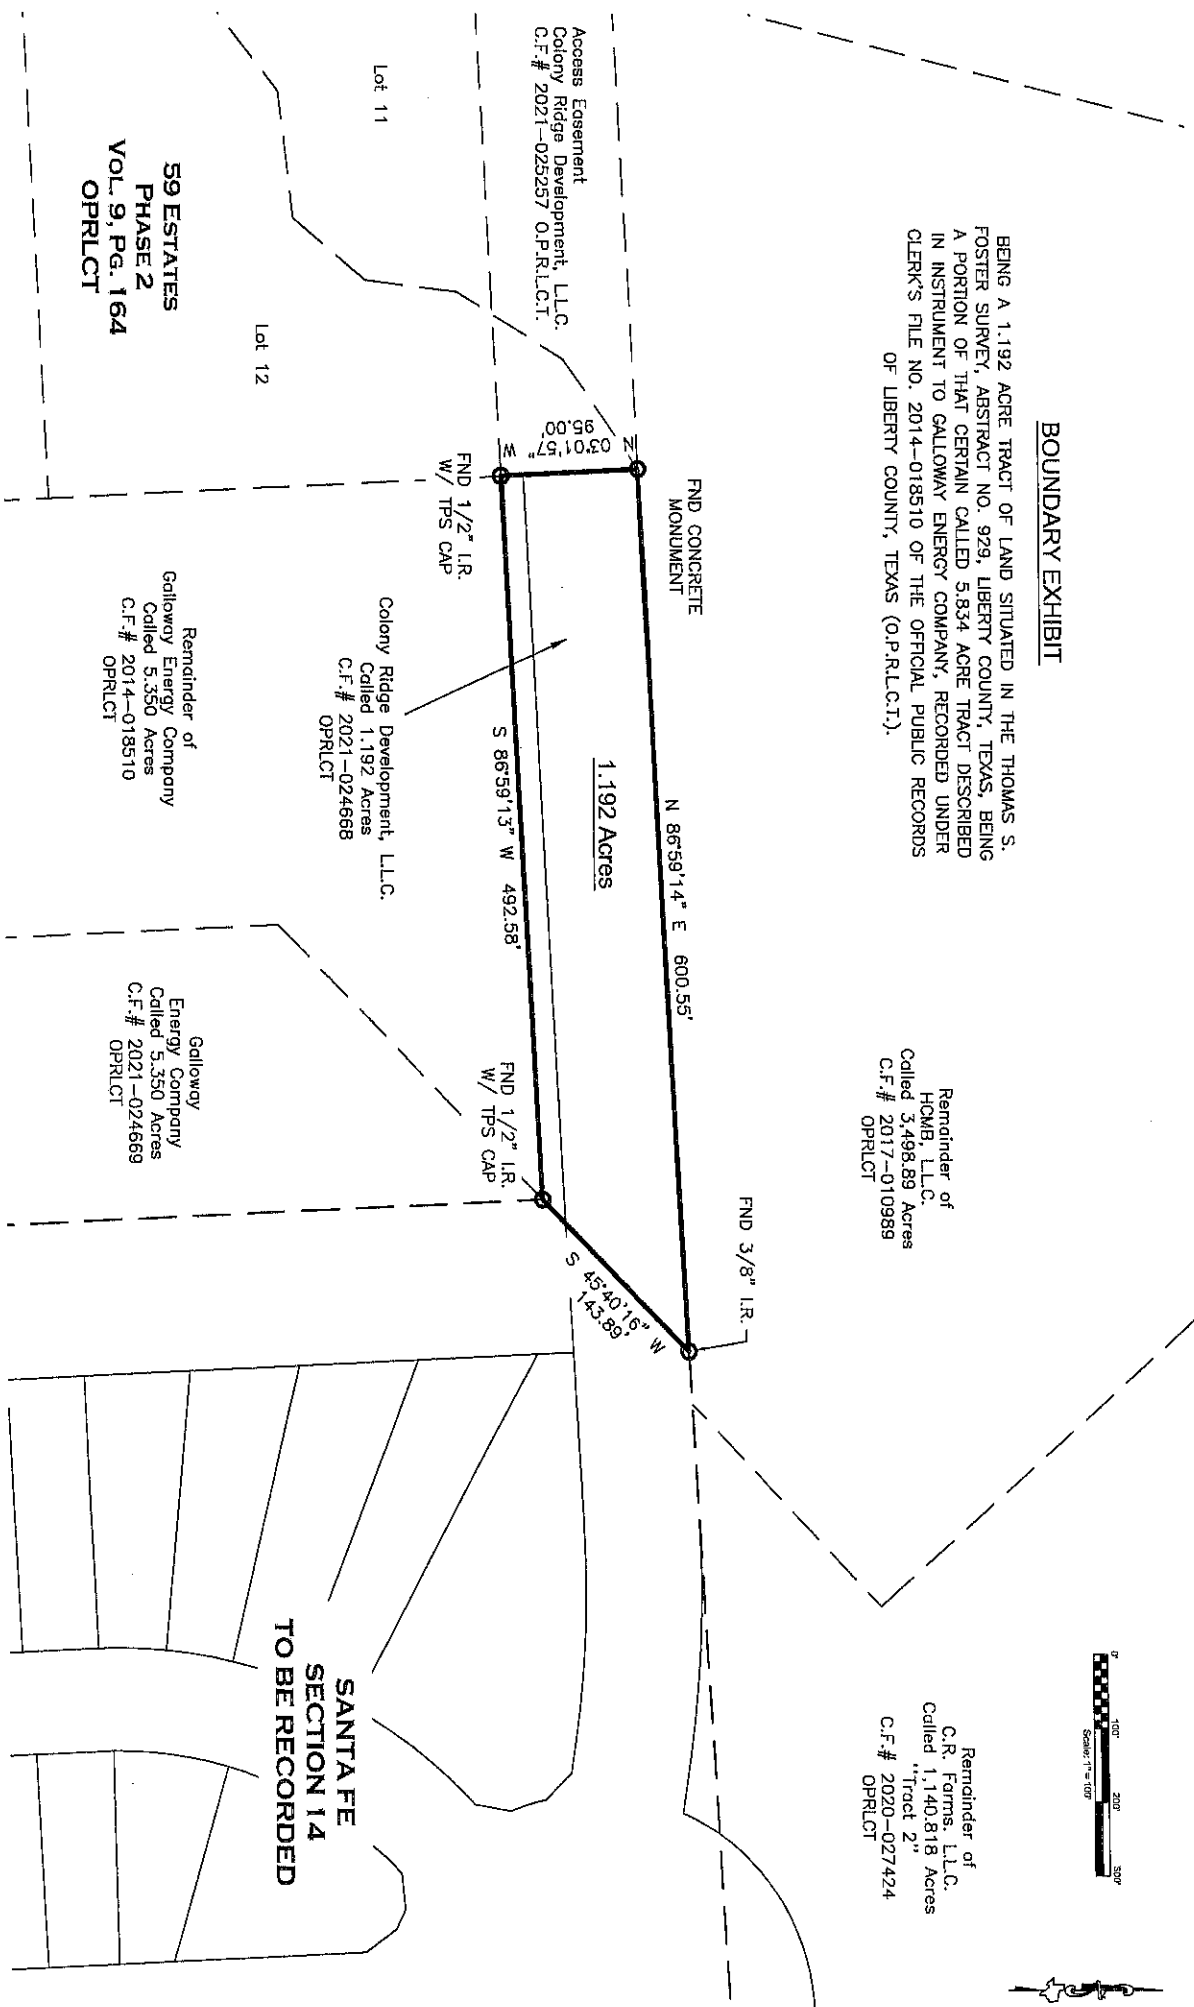 BOUNDARY EXHIBIT
BEING A 1.192 ACRE TRACT OF LAND SITUATED IN THE THOMAS S.
FOSTER SURVEY, ABSTRACT NO. 929, LIBERTY COUNTY, TEXAS, BEING
A PORTION OF THAT CERTAIN CALLED 5.834 ACRE TRACT DESCRIBED
IN INSTRUMENT TO GALLOWAY ENERGY COMPANY, RECORDED UNDER
CLERK'S FILE NO. 2014-018510 OF THE OFFICIAL PUBLIC RECORDS
OF LIBERTY COUNTY, TEXAS (O.P.R.L.C.T.).
0'
100'
200'
300'
Scale: 1" = 100'
Remainder of
HCMB, L.L.C.
Called 3,498.89 Acres
C.F.# 2017-010989
OPRLCT
Remainder of
C.R. Farms, L.L.C.
Called 1,140.818 Acres
"Tract 2"
C.F.# 2020-027424
OPRLCT
Access Easement
Colony Ridge Development, L.L.C.
C.F.# 2021-025257 O.P.R.L.C.T.
FND CONCRETE
MONUMENT
N 86°59'14" E 600.55'
FND 3/8" I.R.
N 03°01'57" W
95.00'
1.192 Acres
S 45°40'16" W
143.89'
S 86°59'13" W 492.58'
FND 1/2" I.R.
W/ TPS CAP
FND 1/2" I.R.
W/ TPS CAP
Colony Ridge Development, L.L.C.
Called 1.192 Acres
C.F.# 2021-024668
OPRLCT
Lot 11
Lot 12
59 ESTATES
PHASE 2
VOL. 9, PG. 164
OPRLCT
Remainder of
Galloway Energy Company
Called 5.350 Acres
C.F.# 2014-018510
OPRLCT
Galloway
Energy Company
Called 5.350 Acres
C.F.# 2021-024669
OPRLCT
SANTA FE
SECTION 14
TO BE RECORDED